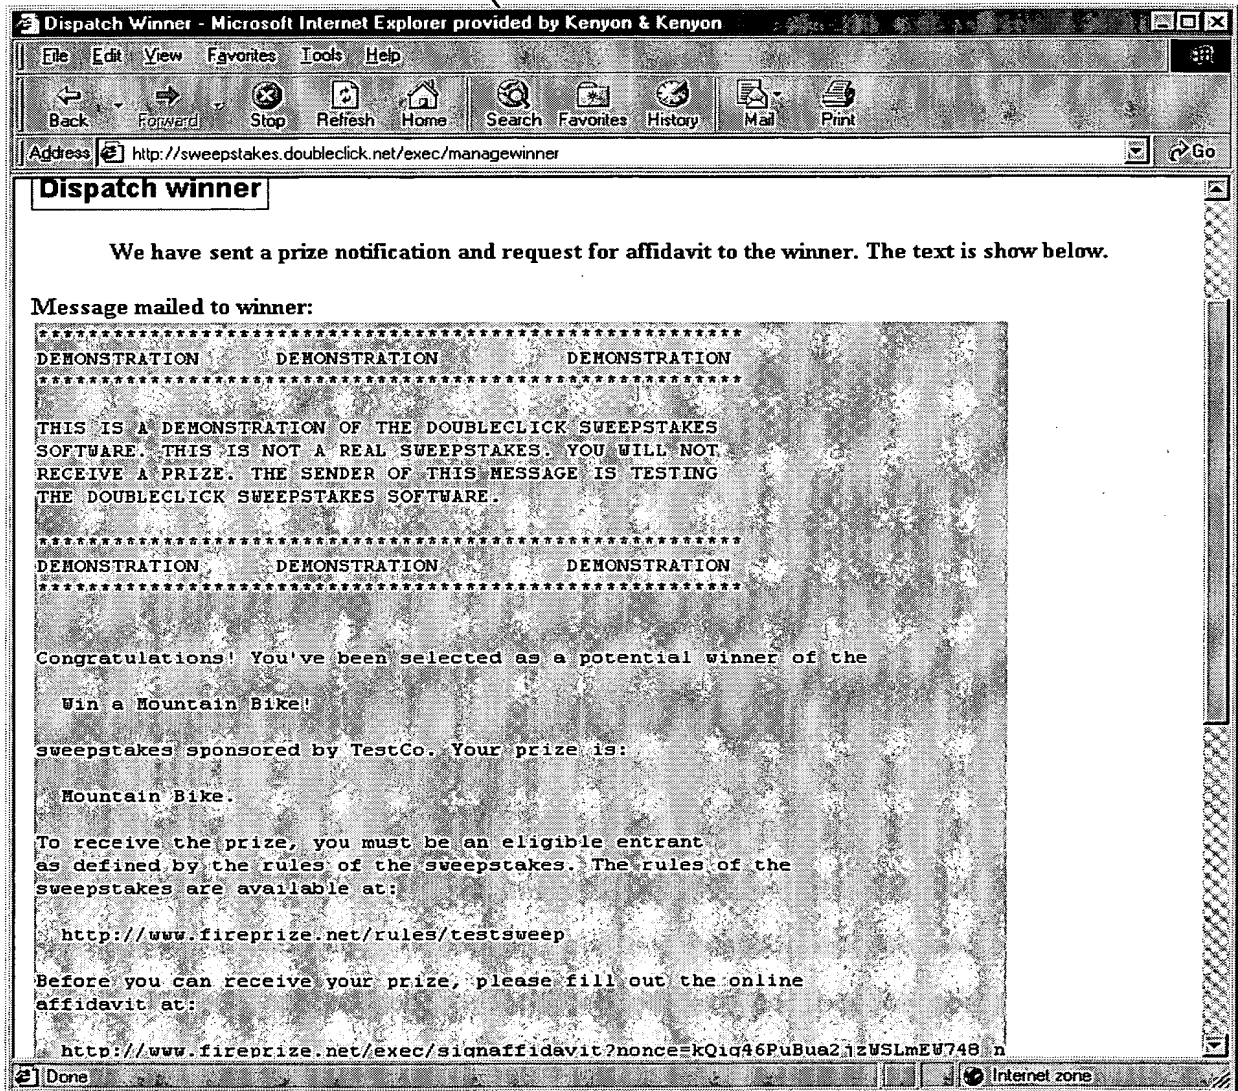 Dispatch Winner - Microsoft Internet Explorer provided by Kenyon & Kenyon
File Edit View Favorites Tools Help
Back Forward Stop Refresh Home Search Favorites History Mail Print
Address http://sweepstakes.doubleclick.net/exec/managewinner Go
Dispatch winner
We have sent a prize notification and request for affidavit to the winner. The text is show below.
Message mailed to winner:
*******************************************************
DEMONSTRATION DEMONSTRATION DEMONSTRATION
*******************************************************
THIS IS A DEMONSTRATION OF THE DOUBLECLICK SWEEPSTAKES
SOFTWARE. THIS IS NOT A REAL SWEEPSTAKES. YOU WILL NOT
RECEIVE A PRIZE. THE SENDER OF THIS MESSAGE IS TESTING
THE DOUBLECLICK SWEEPSTAKES SOFTWARE.
*******************************************************
DEMONSTRATION DEMONSTRATION DEMONSTRATION
*******************************************************
Congratulations! You've been selected as a potential winner of the
Win a Mountain Bike!
sweepstakes sponsored by TestCo. Your prize is:
Mountain Bike.
To receive the prize, you must be an eligible entrant
as defined by the rules of the sweepstakes. The rules of the
sweepstakes are available at:
http://www.fireprize.net/rules/testsweep
Before you can receive your prize, please fill out the online
affidavit at:
http://www.fireprize.net/exec/signaffidavit?nonce=kQig46PuBua2jzWSLmEW748_n
Done Internet zone